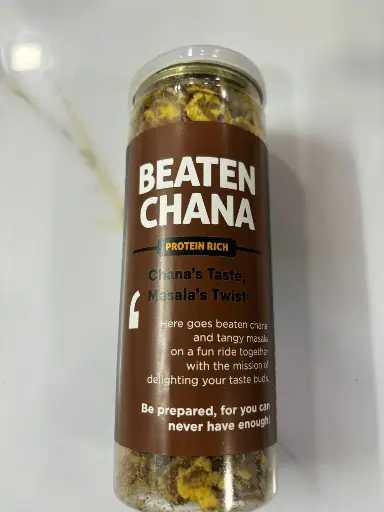 BEATEN
CHANA
PROTEIN RICH
Chana's Taste,
Masala's Twist
Here goes beaten chana
and tangy masala
on a fun ride together
with the mission of
delighting your taste buds.
Be prepared, for you can
never have enough!